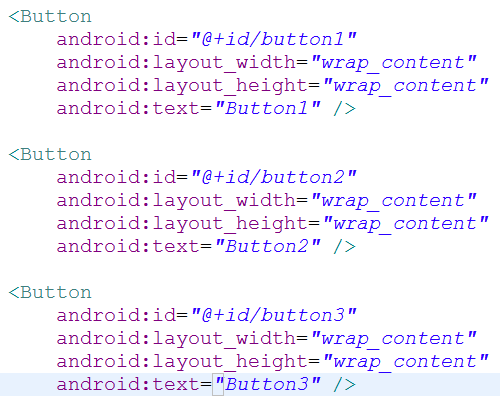 <Button
    android:id="@+id/button1"
    android:layout_width="wrap_content"
    android:layout_height="wrap_content"
    android:text="Button1" />

<Button
    android:id="@+id/button2"
    android:layout_width="wrap_content"
    android:layout_height="wrap_content"
    android:text="Button2" />

<Button
    android:id="@+id/button3"
    android:layout_width="wrap_content"
    android:layout_height="wrap_content"
    android:text="Button3" />